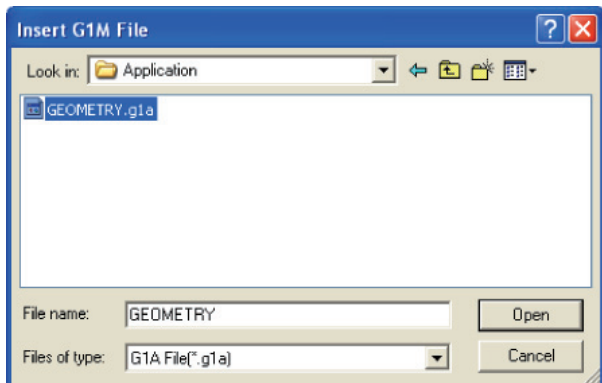 Insert G1M File
Look in: Application
GEOMETRY.g1a
File name: GEOMETRY Open
Files of type: G1A File(*.g1a) Cancel